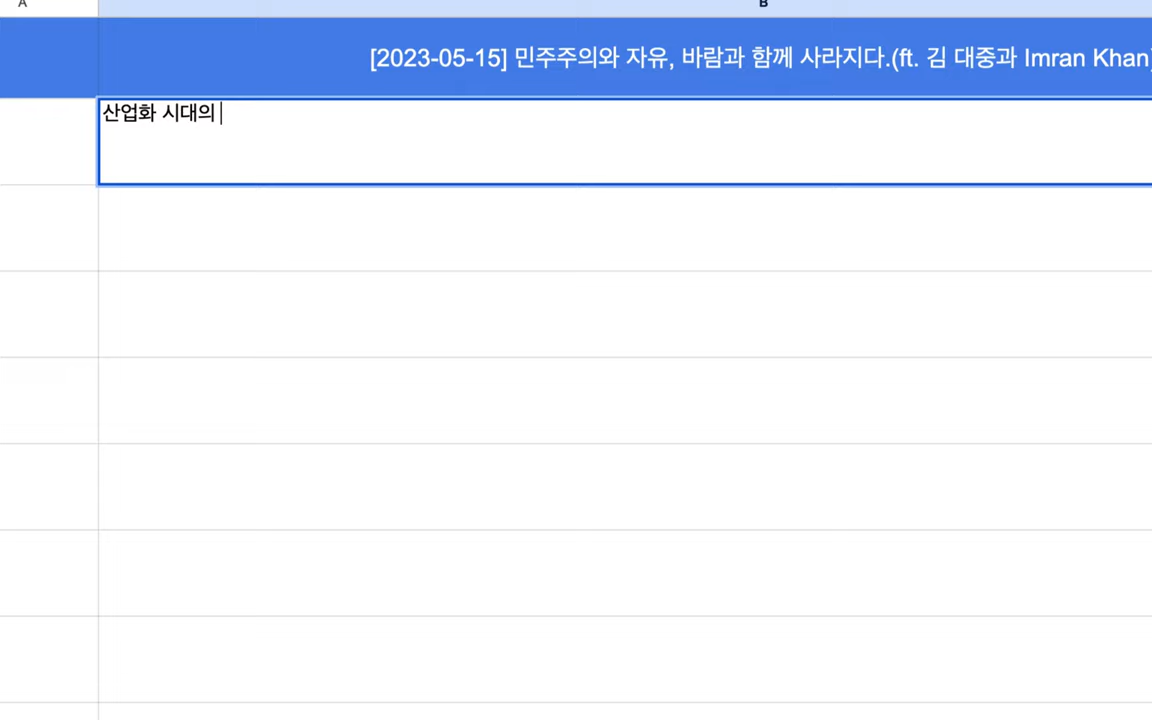 A
B
[2023-05-15] 민주주의와 자유, 바람과 함께 사라지다.(ft. 김 대중과 Imran Khan)
산업화 시대의